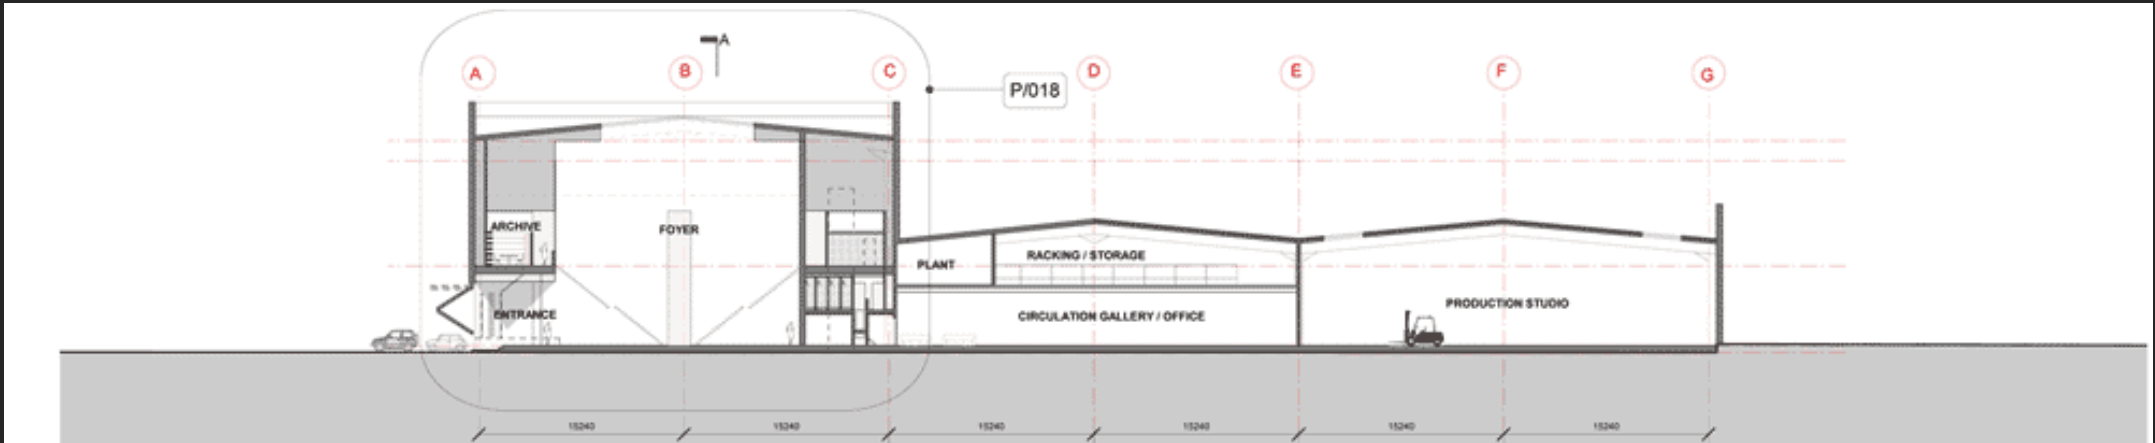 A
A
B
C
D
E
F
G
P/018
ARCHIVE
FOYER
PLANT
RACKING / STORAGE
ENTRANCE
CIRCULATION GALLERY / OFFICE
PRODUCTION STUDIO
15240
15240
15240
15240
15240
15240